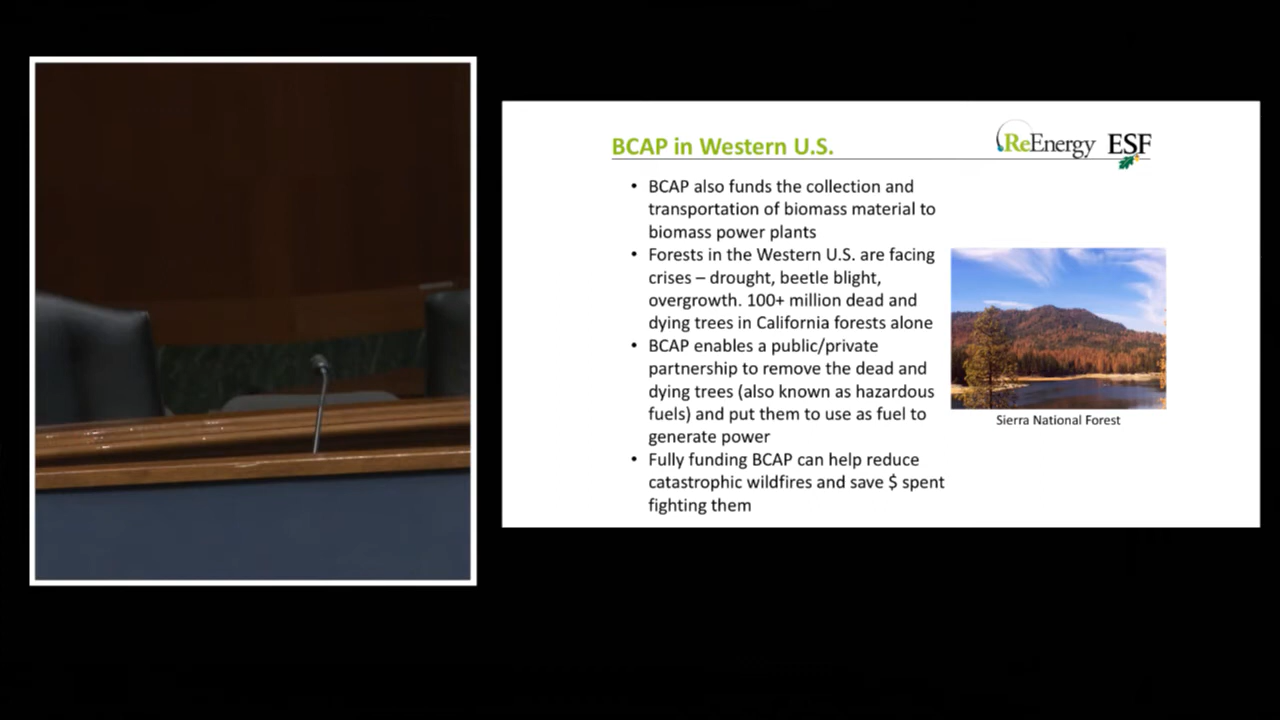 BCAP in Western U.S.
ReEnergy ESF
• BCAP also funds the collection and
transportation of biomass material to
biomass power plants
• Forests in the Western U.S. are facing
crises – drought, beetle blight,
overgrowth. 100+ million dead and
dying trees in California forests alone
• BCAP enables a public/private
partnership to remove the dead and
dying trees (also known as hazardous
fuels) and put them to use as fuel to
generate power
• Fully funding BCAP can help reduce
catastrophic wildfires and save $ spent
fighting them
Sierra National Forest